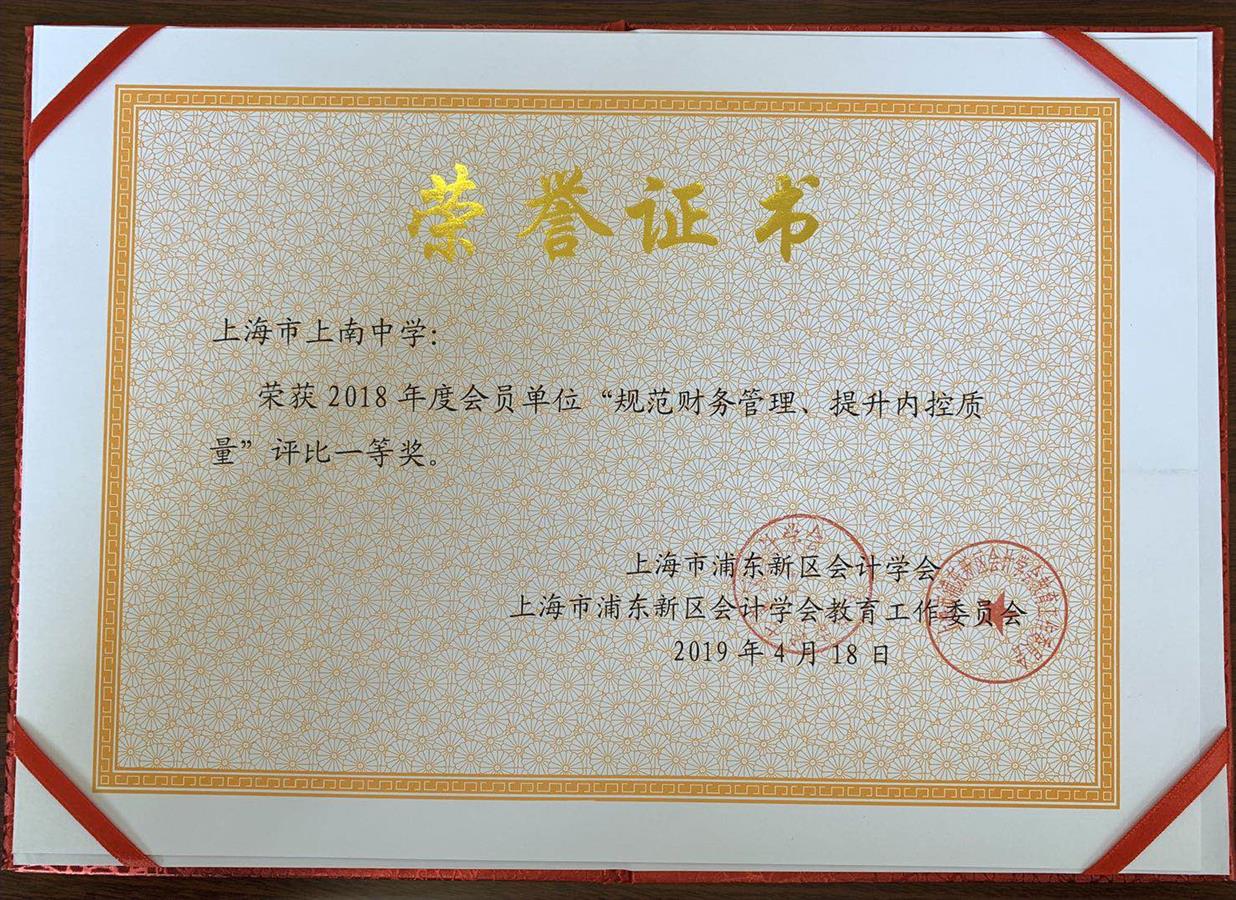 荣誉证书
上海市上南中学：
荣获 2018 年度会员单位“规范财务管理、提升内控质
量”评比一等奖。
上海市浦东新区会计学会
上海市浦东新区会计学会教育工作委员会
2019 年 4 月 18 日